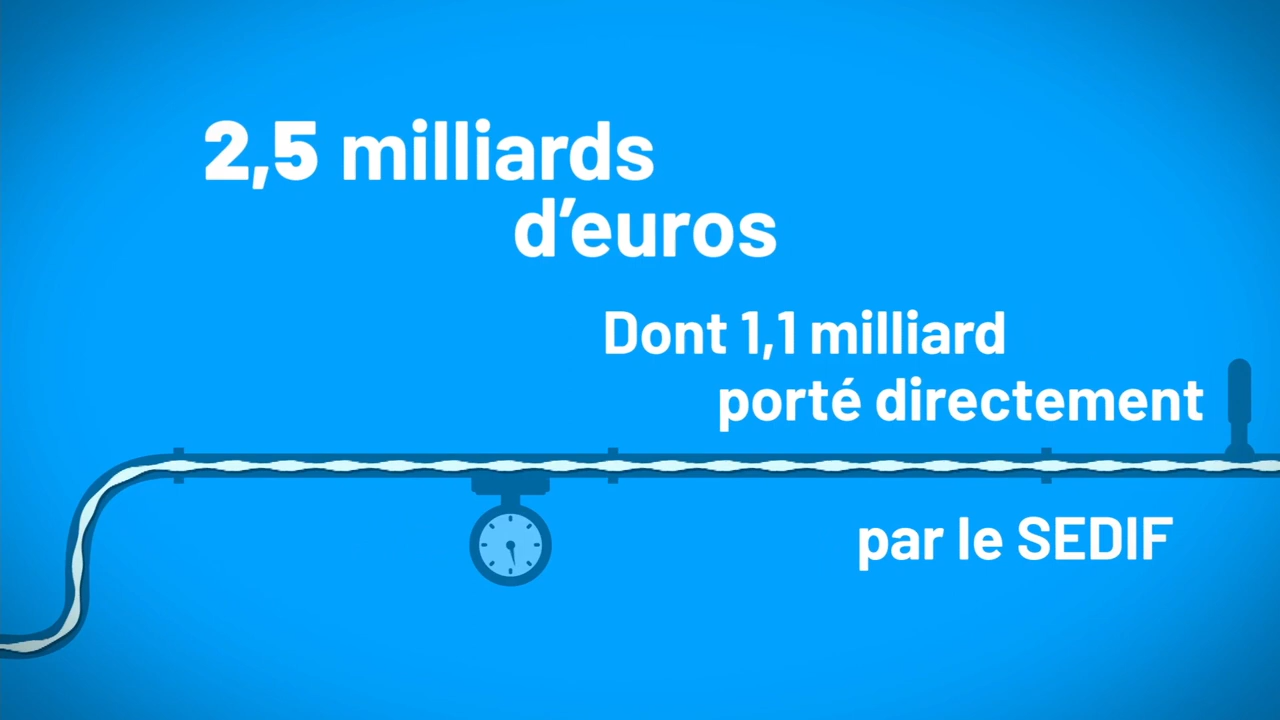 2,5 milliards
d’euros
Dont 1,1 milliard
porté directement
par le SEDIF